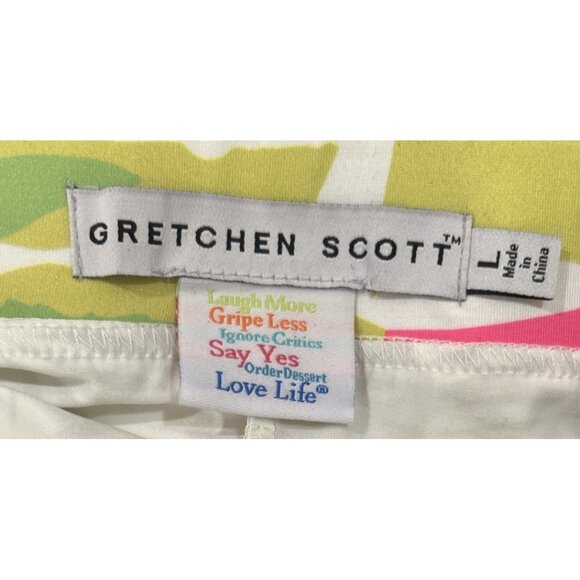 GRETCHEN SCOTT™
L
Made
in
China
Laugh More
Gripe Less
Ignore Critics
Say Yes
Order Dessert
Love Life®